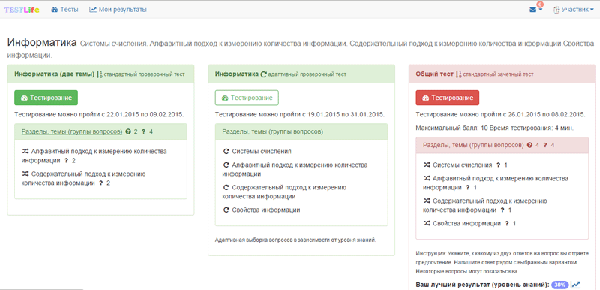 TESTLIFE Тесты Мои результаты Участник
Информатика Системы счисления. Алфавитный подход к измерению количества информации. Содержательный подход к измерению количества информации Свойства информации.
Информатика (две темы) стандартный проверочный тест
Тестирование
Тестирование можно пройти с 22.01.2015 по 09.02.2015.
Разделы, темы (группы вопросов) 2 4
Алфавитный подход к измерению количества
информации ? 2
Содержательный подход к измерению
количества информации ? 2
Информатика адаптивный проверочный тест
Тестирование
Тестирование можно пройти с 19.01.2015 по 31.01.2015.
Разделы, темы (группы вопросов)
Системы счисления
Алфавитный подход к измерению количества
информации
Содержательный подход к измерению
количества информации
Свойства информации
Адаптивная выборка вопросов в зависимости от уровня знаний.
Общий тест стандартный зачетный тест
Тестирование
Тестирование можно пройти с 26.01.2015 по 08.02.2015.
Максимальный балл: 10 Время тестирования: 4 мин.
Разделы, темы (группы вопросов) 4 4
Системы счисления ? 1
Алфавитный подход к измерению количества
информации ? 1
Содержательный подход к измерению
количества информации ? 1
Свойства информации ? 1
Ваш лучший результат (уровень знаний):